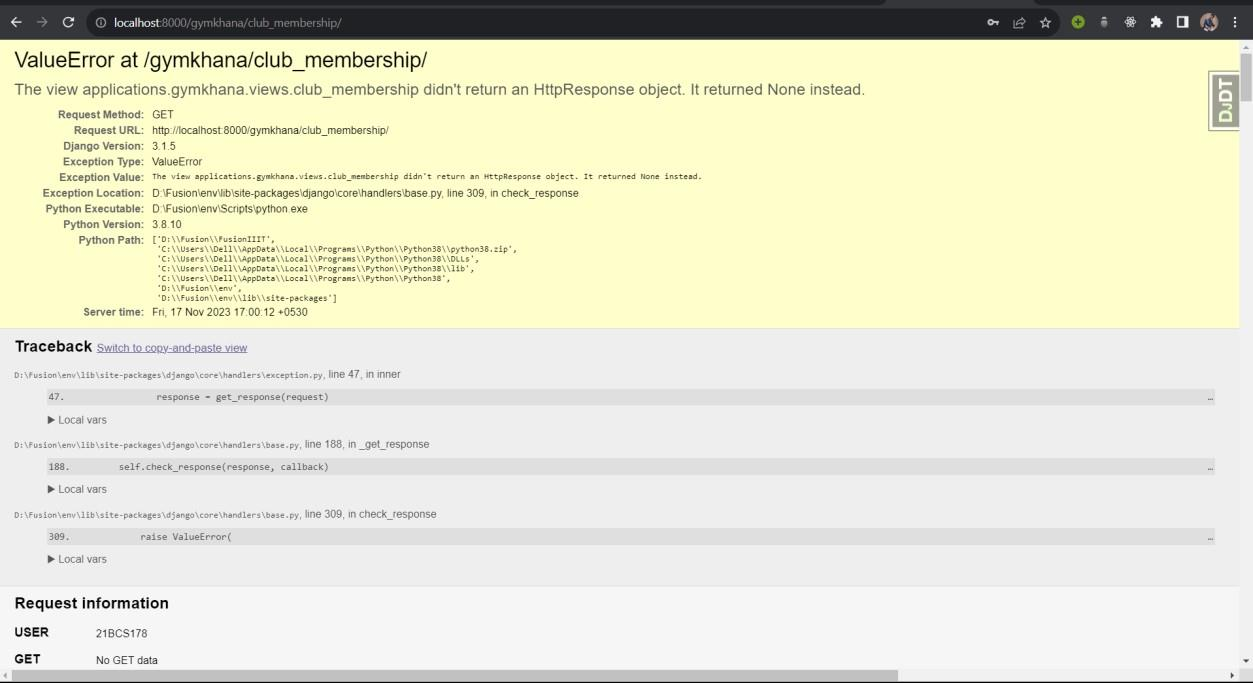 localhost:8000/gymkhana/club_membership/
ValueError at /gymkhana/club_membership/
The view applications.gymkhana.views.club_membership didn't return an HttpResponse object. It returned None instead.
DJDT
Request Method: GET
Request URL: http://localhost:8000/gymkhana/club_membership/
Django Version: 3.1.5
Exception Type: ValueError
Exception Value: The view applications.gymkhana.views.club_membership didn't return an HttpResponse object. It returned None instead.
Exception Location: D:\Fusion\env\lib\site-packages\django\core\handlers\base.py, line 309, in check_response
Python Executable: D:\Fusion\env\Scripts\python.exe
Python Version: 3.8.10
Python Path: ['D:\\Fusion\\FusionIIIT',
'C:\\Users\\Dell\\AppData\\Local\\Programs\\Python\\Python38\\python38.zip',
'C:\\Users\\Dell\\AppData\\Local\\Programs\\Python\\Python38\\DLLs',
'C:\\Users\\Dell\\AppData\\Local\\Programs\\Python\\Python38\\lib',
'C:\\Users\\Dell\\AppData\\Local\\Programs\\Python\\Python38',
'D:\\Fusion\\env',
'D:\\Fusion\\env\\lib\\site-packages']
Server time: Fri, 17 Nov 2023 17:00:12 +0530
Traceback Switch to copy-and-paste view
D:\Fusion\env\lib\site-packages\django\core\handlers\exception.py, line 47, in inner
47. response = get_response(request) …
▶ Local vars
D:\Fusion\env\lib\site-packages\django\core\handlers\base.py, line 188, in _get_response
188. self.check_response(response, callback) …
▶ Local vars
D:\Fusion\env\lib\site-packages\django\core\handlers\base.py, line 309, in check_response
309. raise ValueError( …
▶ Local vars
Request information
USER 21BCS178
GET No GET data